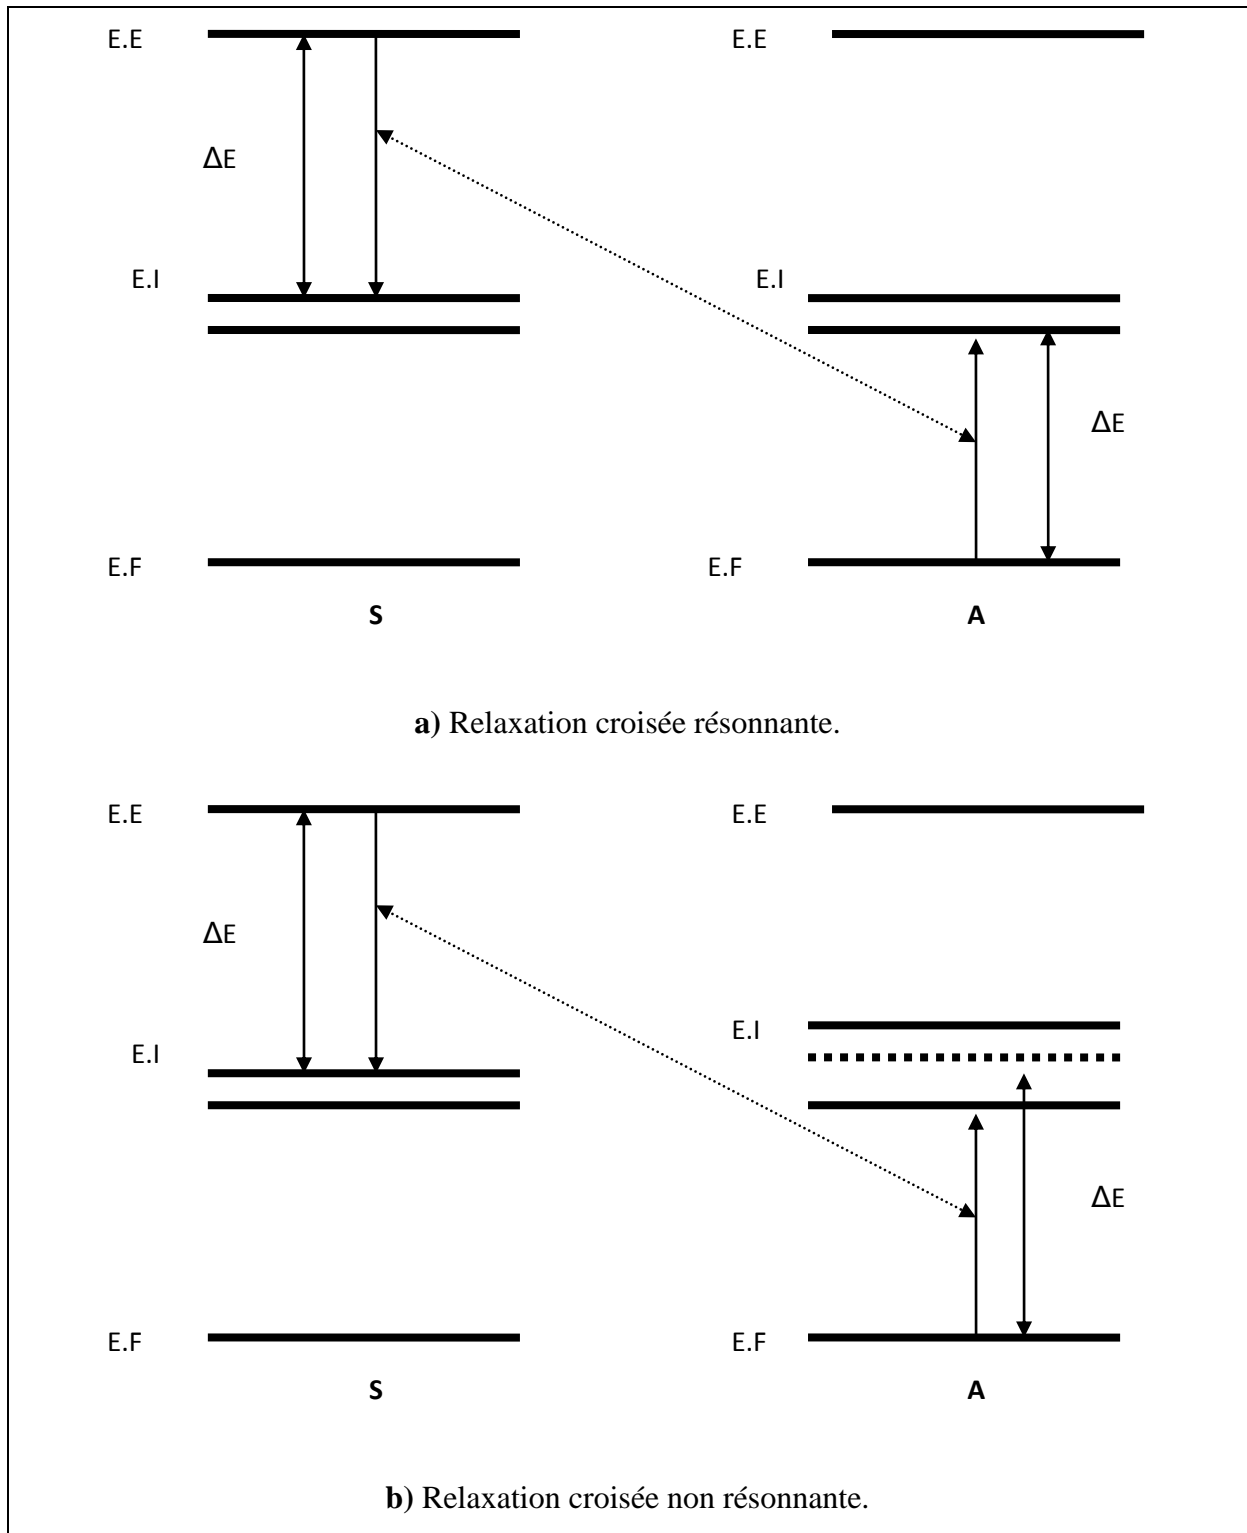 E.E E.E
ΔE
E.I E.I
ΔE
E.F E.F
S A
a) Relaxation croisée résonnante.
E.E E.E
ΔE
E.I E.I
ΔE
E.F E.F
S A
b) Relaxation croisée non résonnante.